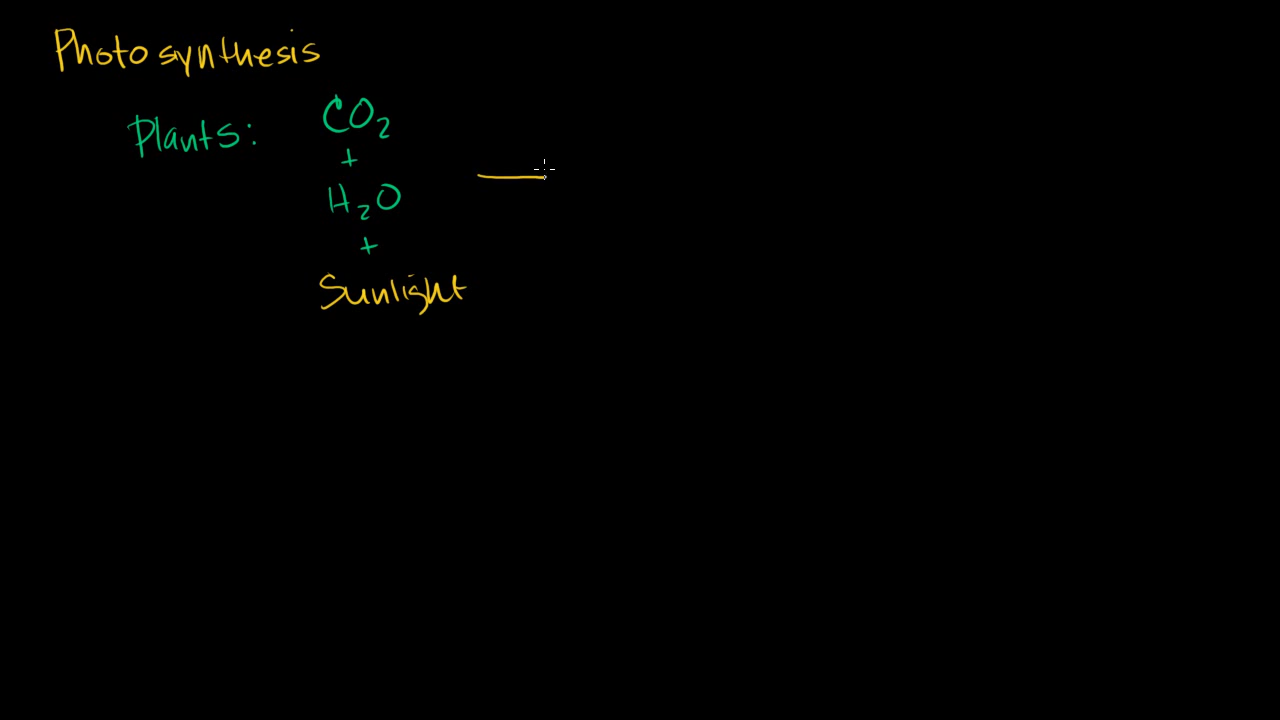 Photosynthesis
Plants: CO₂
+
H₂O
+
Sunlight